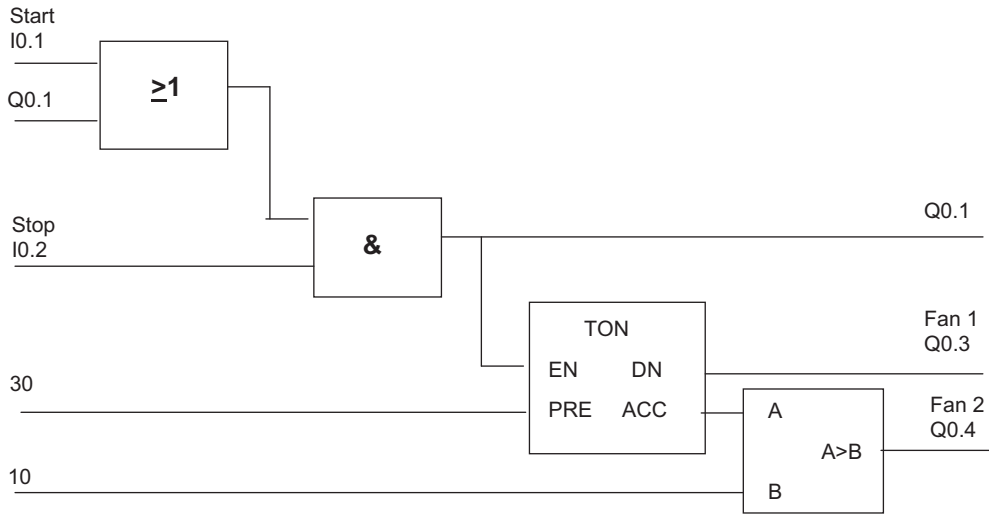 Start
I0.1
≥1
Q0.1
Stop
I0.2
&
Q0.1
TON
EN DN
PRE ACC
Fan 1
Q0.3
30
A
A>B
B
Fan 2
Q0.4
10